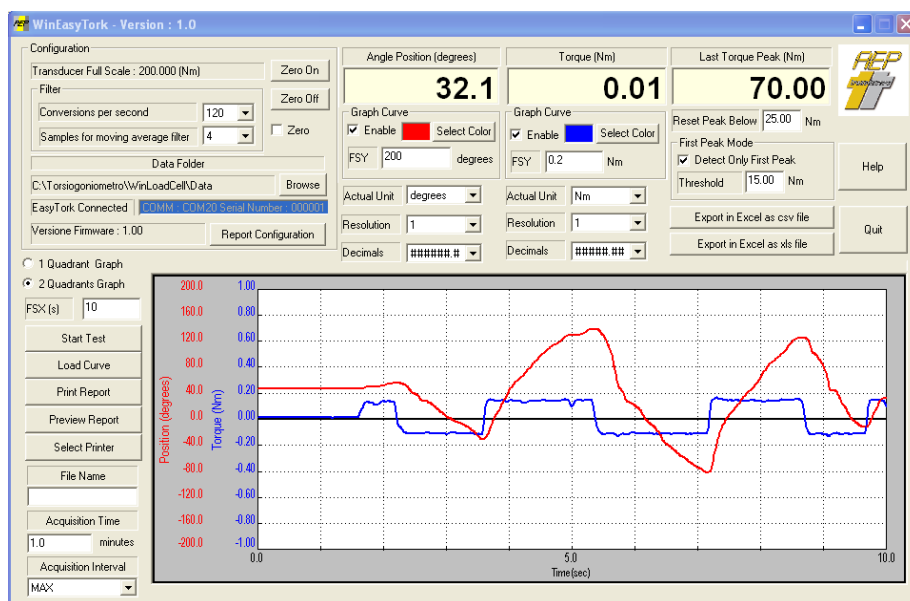 WinEasyTork - Version : 1.0
Configuration
Transducer Full Scale : 200.000 (Nm)
Zero On
Filter
Conversions per second
120
Zero Off
Samples for moving average filter
4
Zero
Data Folder
C:\Torsiogoniometro\WinLoadCell\Data
Browse
EasyTork Connected
COMM : COM20 Serial Number : 000001
Versione Firmware : 1.00
Report Configuration
Angle Position (degrees)
32.1
Graph Curve
Enable
Select Color
FSY
200
degrees
Actual Unit
degrees
Resolution
1
Decimals
######.#
Torque (Nm)
0.01
Graph Curve
Enable
Select Color
FSY
0.2
Nm
Actual Unit
Nm
Resolution
1
Decimals
#####.##
Last Torque Peak (Nm)
70.00
Reset Peak Below
25.00
Nm
First Peak Mode
Detect Only First Peak
Threshold
15.00
Nm
Export in Excel as csv file
Export in Excel as xls file
AEP
Help
Quit
1 Quadrant Graph
2 Quadrants Graph
FSX (s)
10
Start Test
Load Curve
Print Report
Preview Report
Select Printer
File Name
Acquisition Time
1.0
minutes
Acquisition Interval
MAX
Position (degrees)
200.0
160.0
120.0
80.0
40.0
0.0
-40.0
-80.0
-120.0
-160.0
-200.0
Torque (Nm)
1.00
0.80
0.60
0.40
0.20
0.00
-0.20
-0.40
-0.60
-0.80
-1.00
0.0
5.0
10.0
Time(sec)